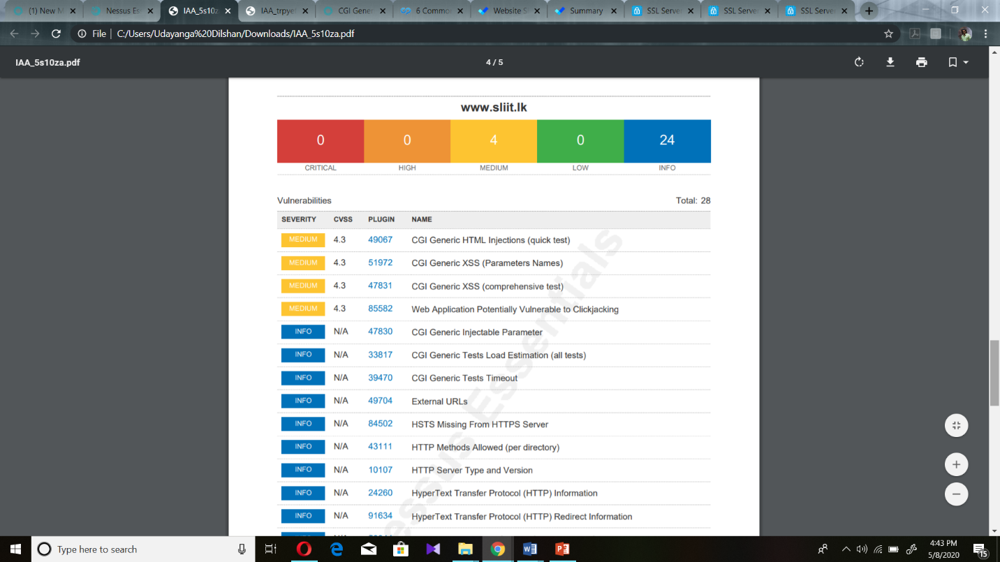 (1) New M
Nessus Es
IAA_5s10z
IAA_trpye
CGI Gener
6 Commo
Website S
Summary
SSL Server
SSL Server
SSL Server
File | C:/Users/Udayanga%20Dilshan/Downloads/IAA_5s10za.pdf
IAA_5s10za.pdf
4 / 5
www.sliit.lk
0 0 4 0 24
CRITICAL HIGH MEDIUM LOW INFO
Vulnerabilities Total: 28
SEVERITY CVSS PLUGIN NAME
MEDIUM 4.3 49067 CGI Generic HTML Injections (quick test)
MEDIUM 4.3 51972 CGI Generic XSS (Parameters Names)
MEDIUM 4.3 47831 CGI Generic XSS (comprehensive test)
MEDIUM 4.3 85582 Web Application Potentially Vulnerable to Clickjacking
INFO N/A 47830 CGI Generic Injectable Parameter
INFO N/A 33817 CGI Generic Tests Load Estimation (all tests)
INFO N/A 39470 CGI Generic Tests Timeout
INFO N/A 49704 External URLs
INFO N/A 84502 HSTS Missing From HTTPS Server
INFO N/A 43111 HTTP Methods Allowed (per directory)
INFO N/A 10107 HTTP Server Type and Version
INFO N/A 24260 HyperText Transfer Protocol (HTTP) Information
INFO N/A 91634 HyperText Transfer Protocol (HTTP) Redirect Information
essus Essentials
Type here to search
4:43 PM
5/8/2020
15